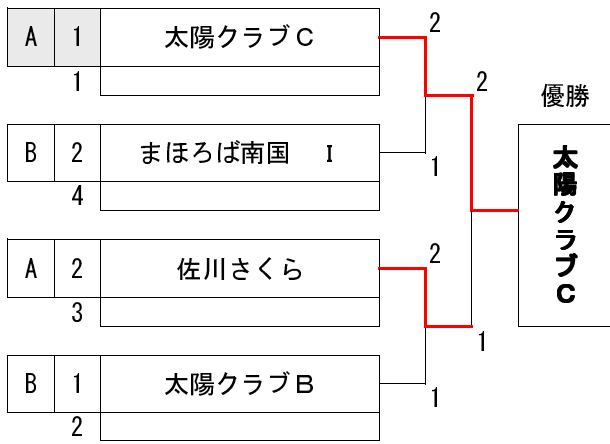 A 1 太陽クラブC 2
1
2
優勝
B 2 まほろば南国 I 1
4
太陽クラブC
A 2 佐川さくら 2
3
1
B 1 太陽クラブB 1
2